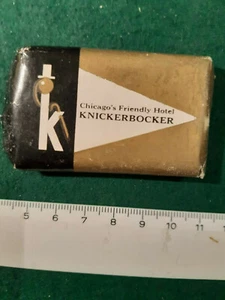 k
Chicago's Friendly Hotel
KNICKERBOCKER
5 6 7 8 9 10 11